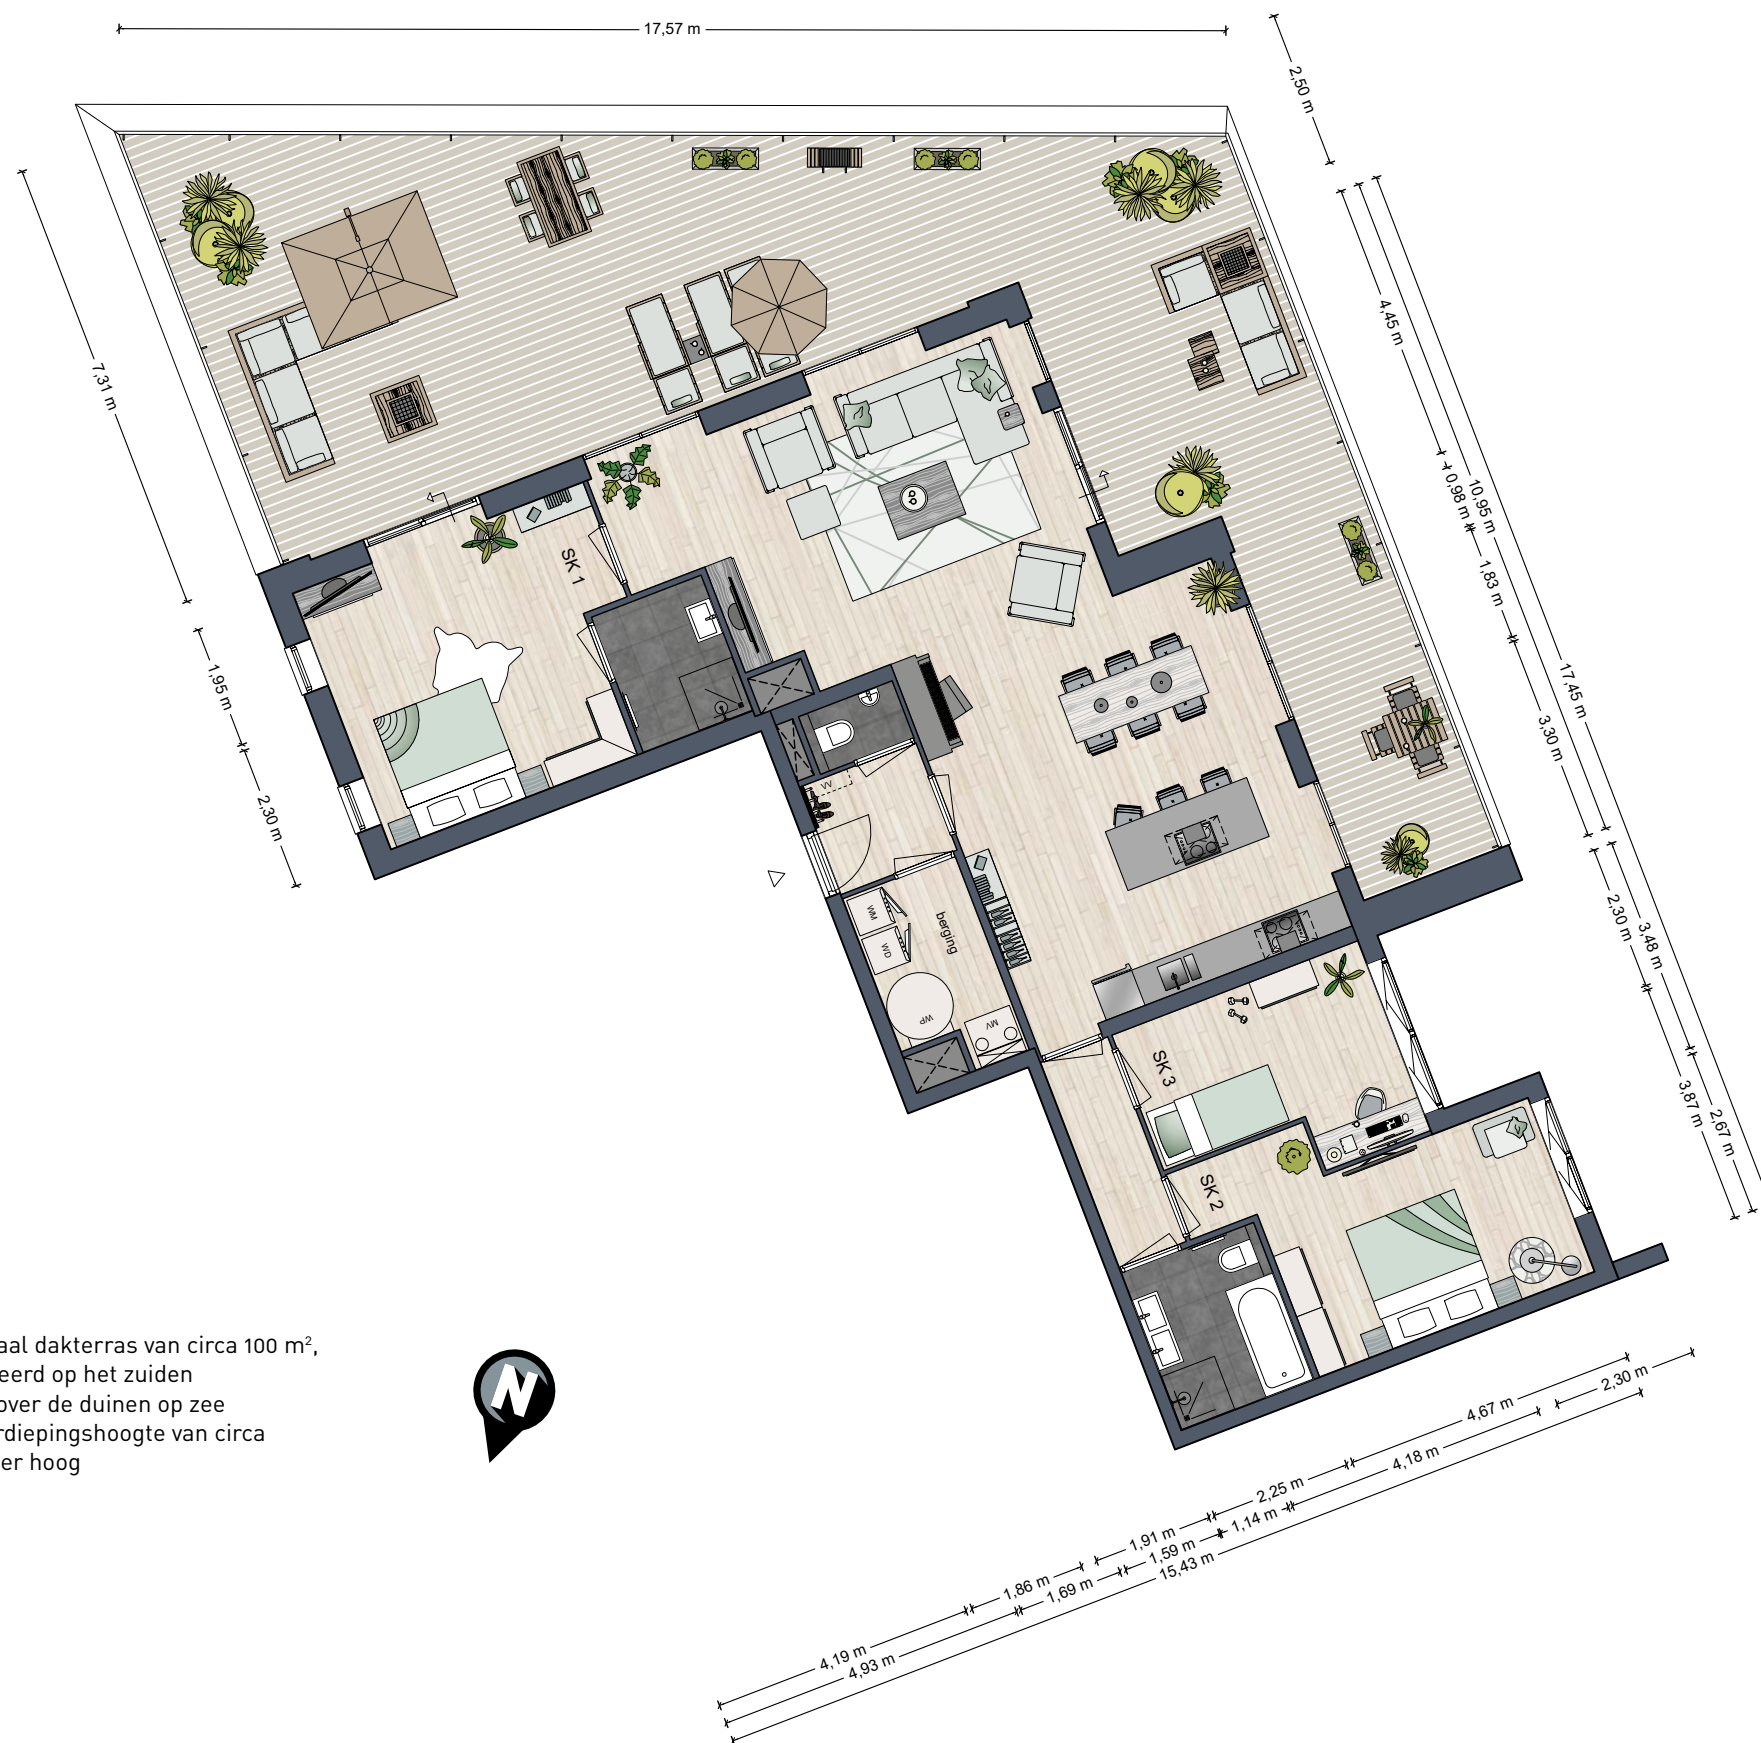 17,57 m
2,50 m
7,31 m
1,95 m
2,30 m
4,45 m
0,98 m
1,83 m
3,30 m
10,95 m
17,45 m
2,30 m
3,48 m
3,87 m
2,67 m
SK 1
VV
WM
WD
berging
WP
MV
SK 3
SK 2
aal dakterras van circa 100 m²,
eerd op het zuiden
over de duinen op zee
rdiepingshoogte van circa
er hoog
N
4,67 m
2,30 m
2,25 m
4,18 m
1,91 m
1,14 m
1,59 m
15,43 m
1,86 m
1,69 m
4,19 m
4,93 m